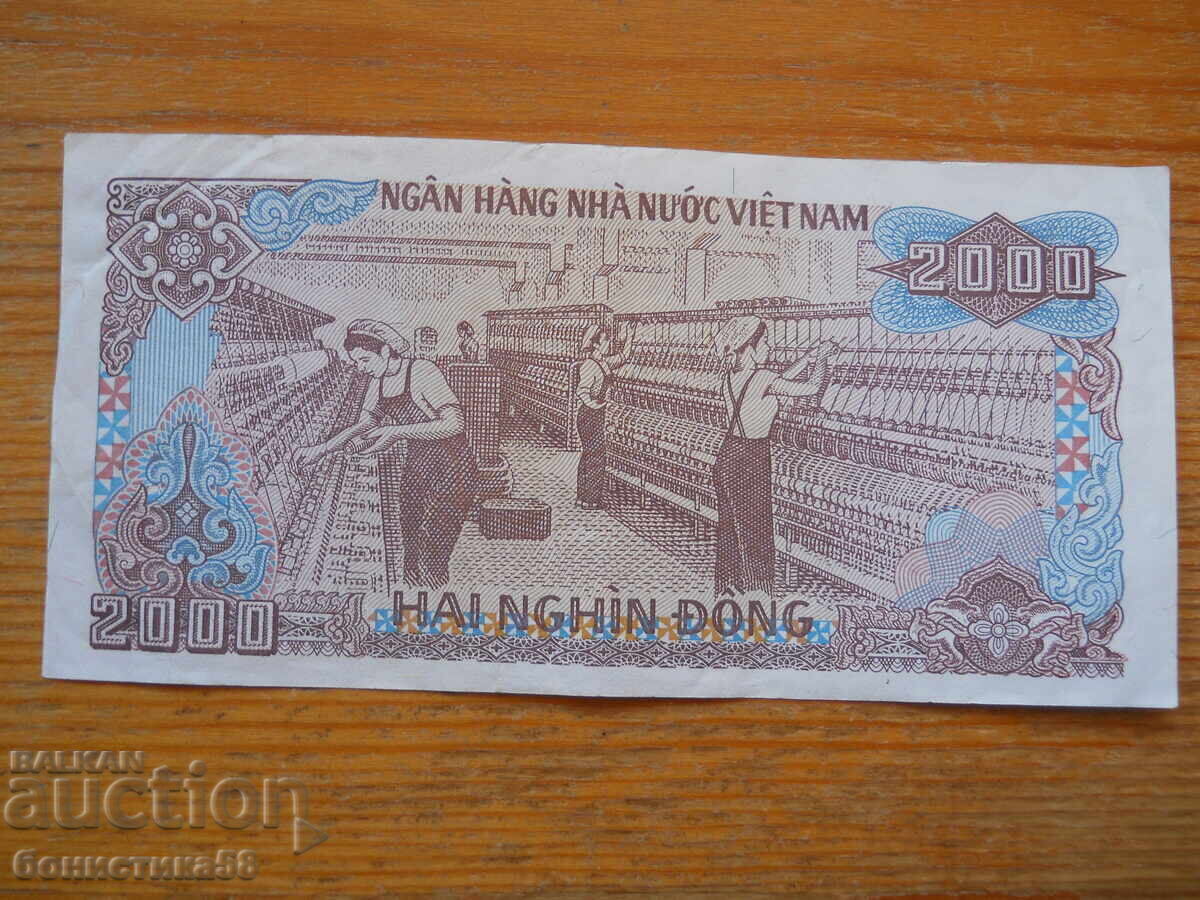 NGÂN HÀNG NHÀ NƯỚC VIỆT NAM
2000
2000
HAI NGHÌN ĐỒNG
BALKAN
auction
бонистика58